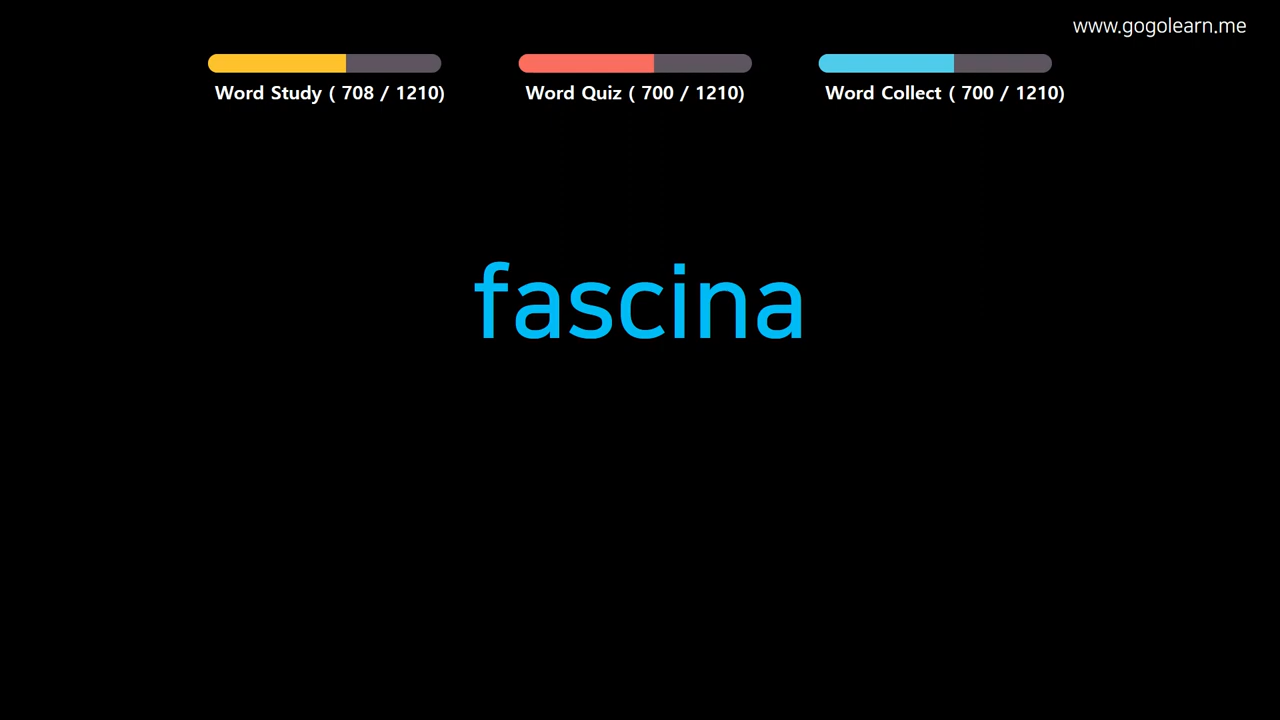 www.gogolearn.me
Word Study ( 708 / 1210)
Word Quiz ( 700 / 1210)
Word Collect ( 700 / 1210)
fascina